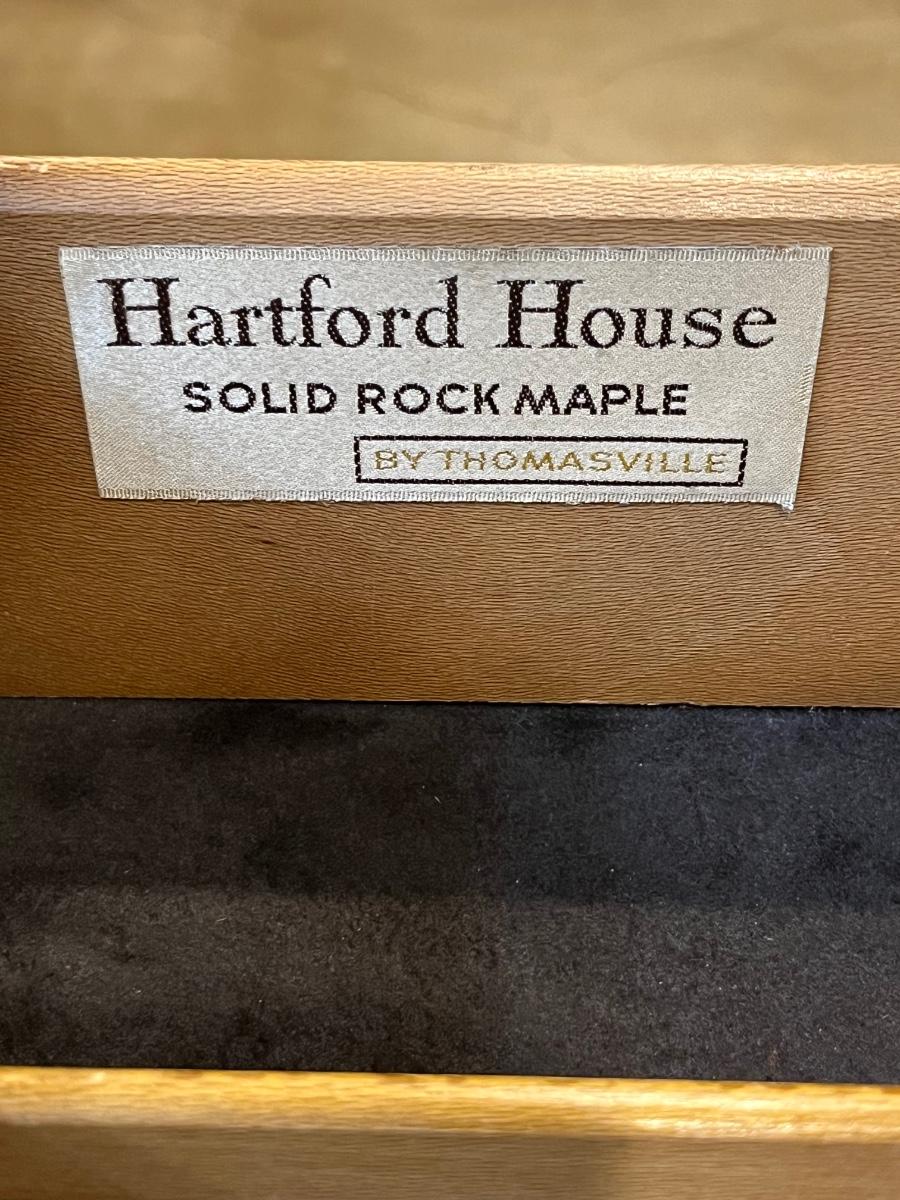 Hartford House
SOLID ROCK MAPLE
BY THOMASVILLE